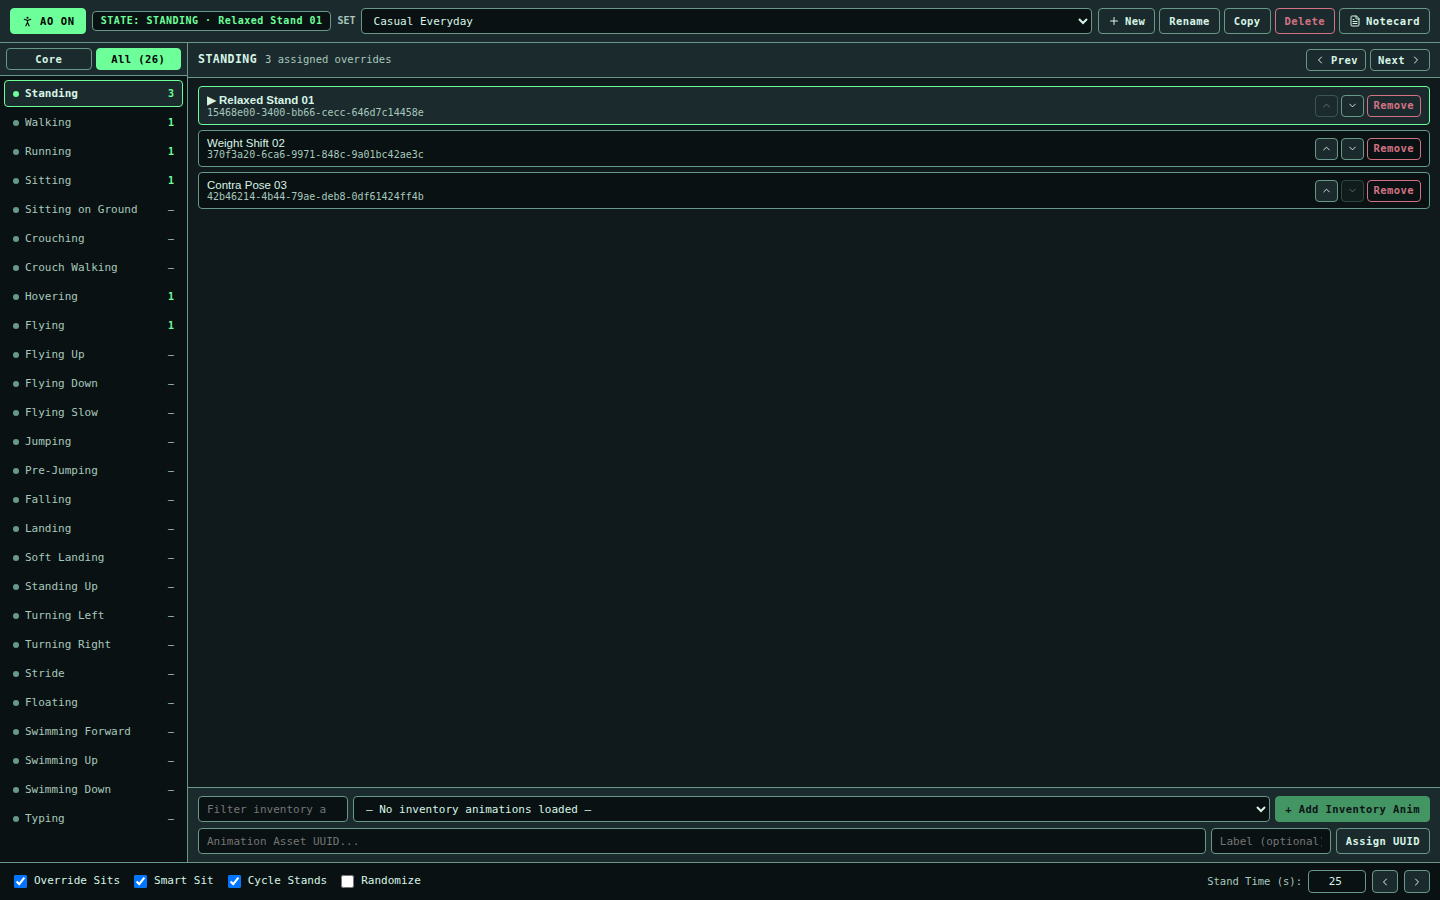 AO ON
STATE: STANDING · Relaxed Stand 01
SET
Casual Everyday
New
Rename
Copy
Delete
Notecard
Core
All (26)
STANDING 3 assigned overrides
Prev
Next
Standing 3
Walking 1
Running 1
Sitting 1
Sitting on Ground –
Crouching –
Crouch Walking –
Hovering 1
Flying 1
Flying Up –
Flying Down –
Flying Slow –
Jumping –
Pre-Jumping –
Falling –
Landing –
Soft Landing –
Standing Up –
Turning Left –
Turning Right –
Stride –
Floating –
Swimming Forward –
Swimming Up –
Swimming Down –
Typing –
▶ Relaxed Stand 01
15468e00-3400-bb66-cecc-646d7c14458e
Remove
Weight Shift 02
370f3a20-6ca6-9971-848c-9a01bc42ae3c
Remove
Contra Pose 03
42b46214-4b44-79ae-deb8-0df61424ff4b
Remove
Filter inventory a
— No inventory animations loaded —
+ Add Inventory Anim
Animation Asset UUID...
Label (optional)
Assign UUID
Override Sits
Smart Sit
Cycle Stands
Randomize
Stand Time (s): 25